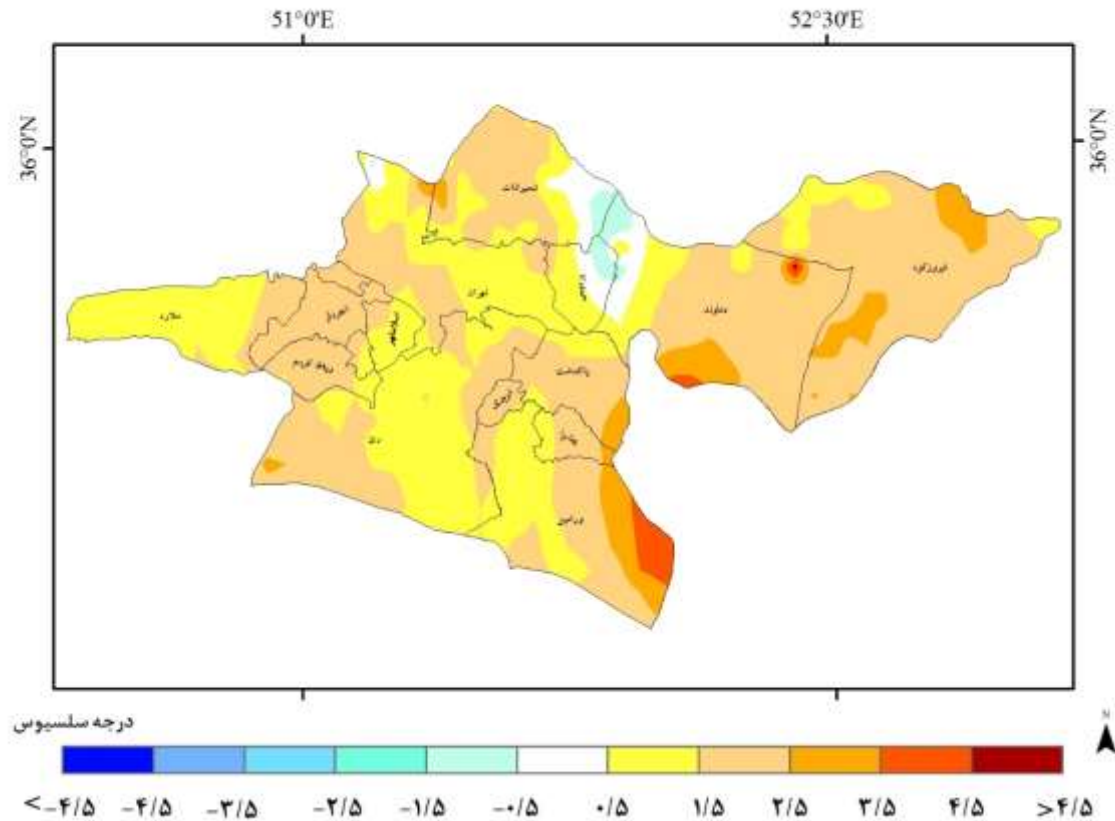 51°0'E 52°30'E
36°0'N 36°0'N
شمیرانات
فیروزکوه
دماوند
پردیس
تهران
ملارد
شهریار
بهارستان
رباط کریم
پاکدشت
قرچک
ری
پیشوا
ورامین
درجه سلسیوس
N
<-۴/۵ -۴/۵ -۳/۵ -۲/۵ -۱/۵ -۰/۵ ۰/۵ ۱/۵ ۲/۵ ۳/۵ ۴/۵ >۴/۵